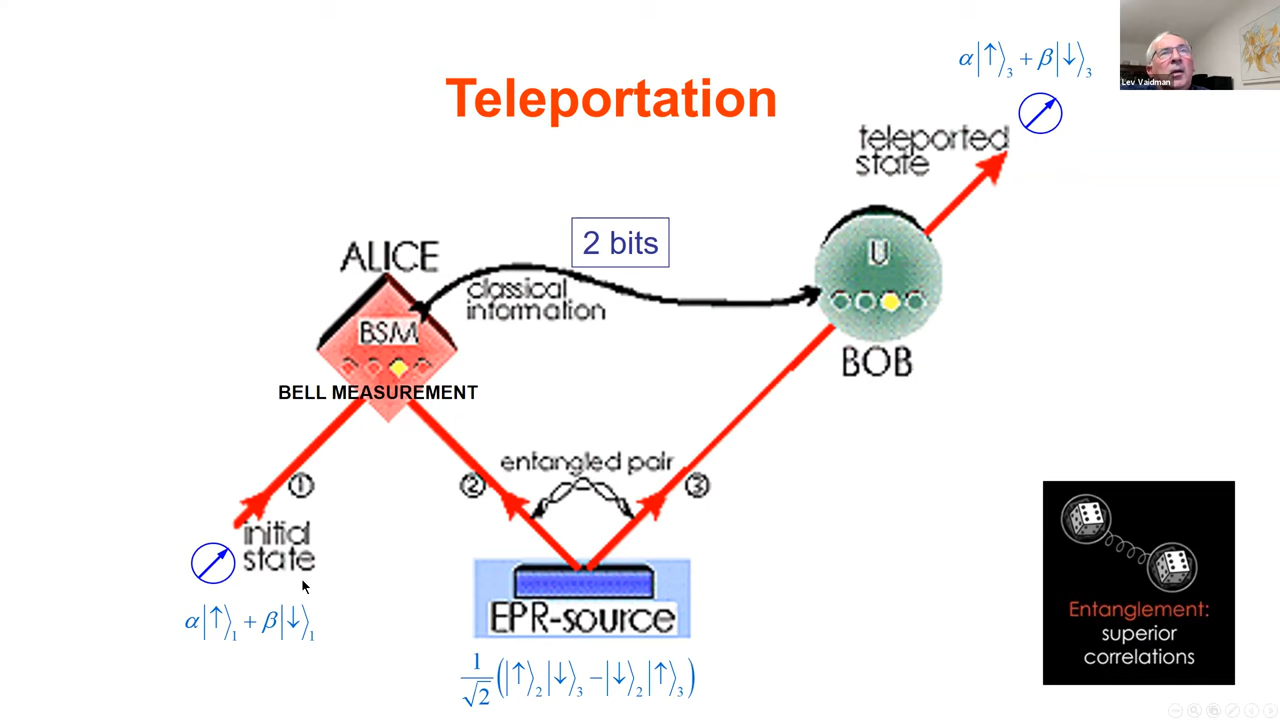 α|↑⟩₃ + β|↓⟩₃
Lev Vaidman
Teleportation
teleported
state
2 bits
ALICE
U
classical
information
BSM
BOB
BELL MEASUREMENT
entangled pair
①
②
③
initial
state
EPR-source
α|↑⟩₁ + β|↓⟩₁
1/√2 (|↑⟩₂|↓⟩₃ – |↓⟩₂|↑⟩₃)
Entanglement:
superior
correlations